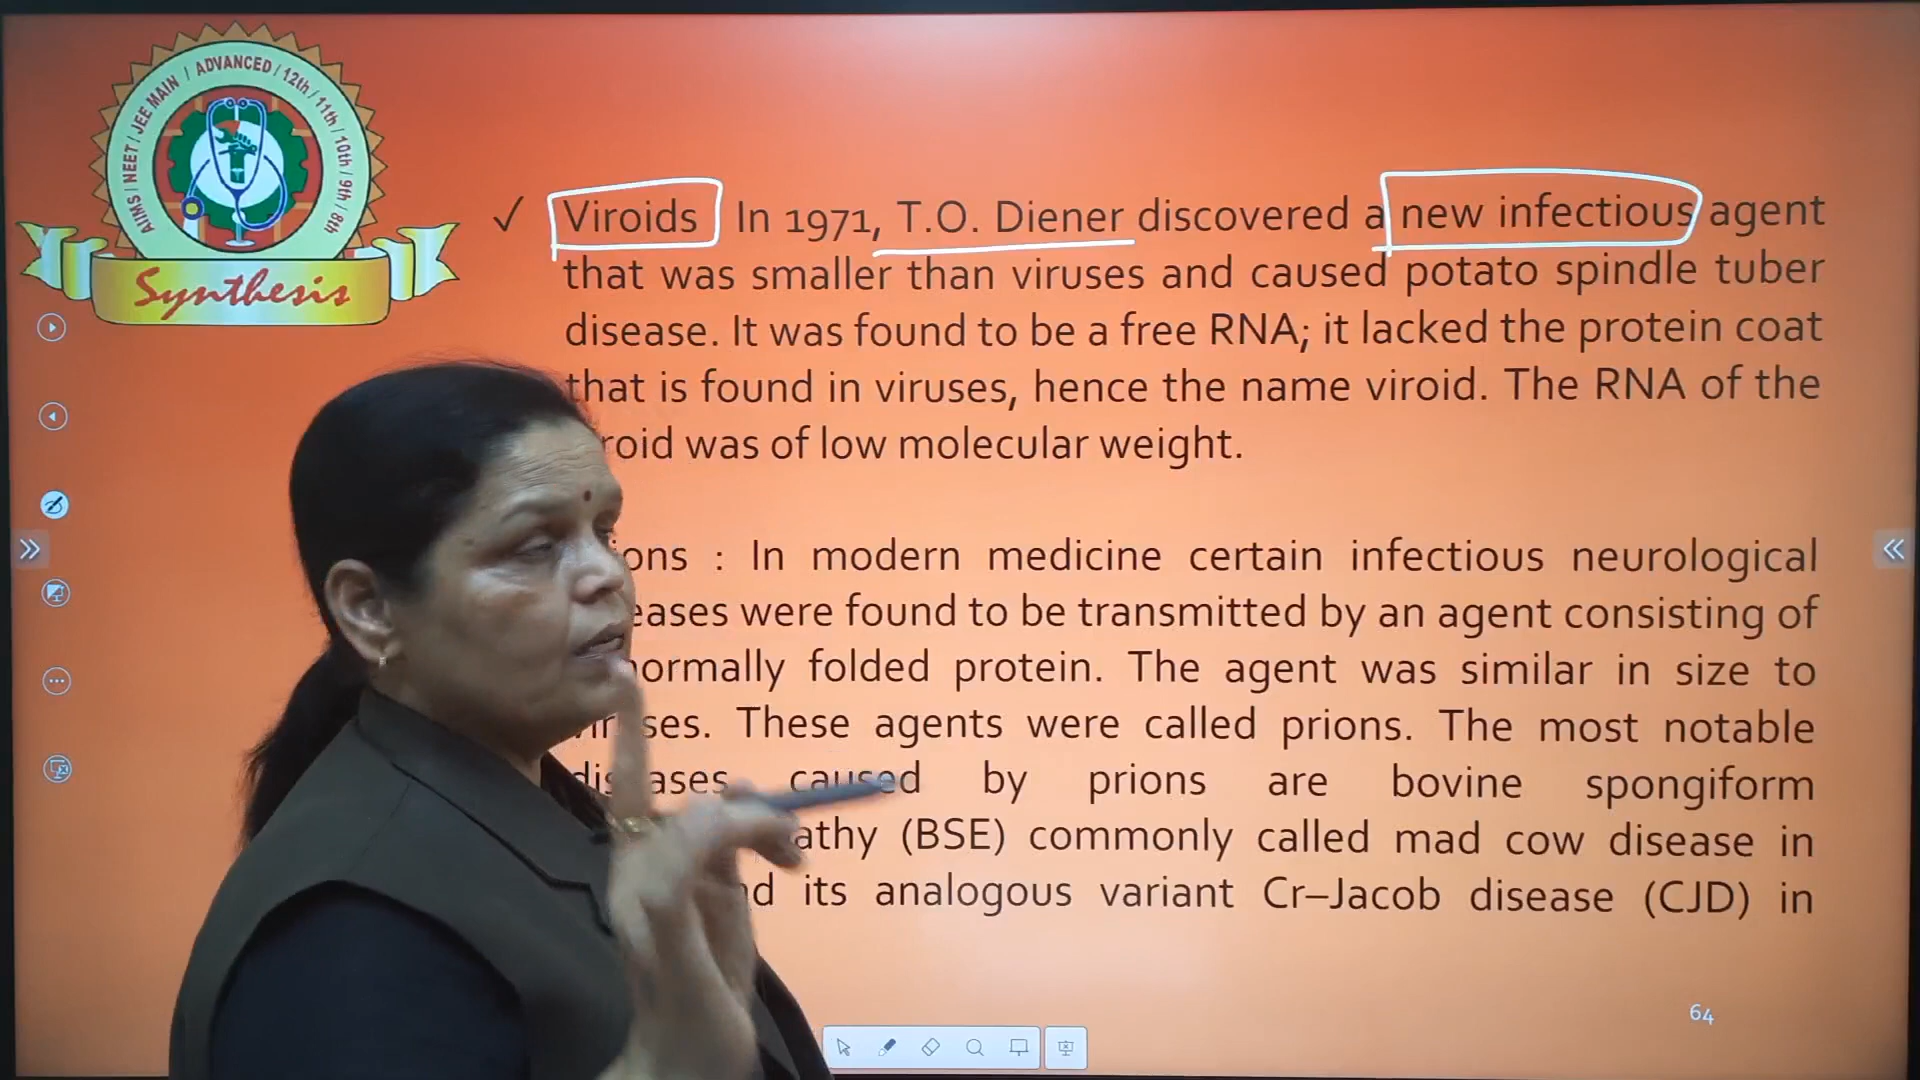 AIIMS / NEET / JEE MAIN / ADVANCED / 12th / 11th / 10th / 9th / 8th
Synthesis
✓ Viroids In 1971, T.O. Diener discovered a new infectious agent
that was smaller than viruses and caused potato spindle tuber
disease. It was found to be a free RNA; it lacked the protein coat
that is found in viruses, hence the name viroid. The RNA of the
roid was of low molecular weight.
ions : In modern medicine certain infectious neurological
eases were found to be transmitted by an agent consisting of
normally folded protein. The agent was similar in size to
viruses. These agents were called prions. The most notable
diseases caused by prions are bovine spongiform
athy (BSE) commonly called mad cow disease in
d its analogous variant Cr–Jacob disease (CJD) in
64